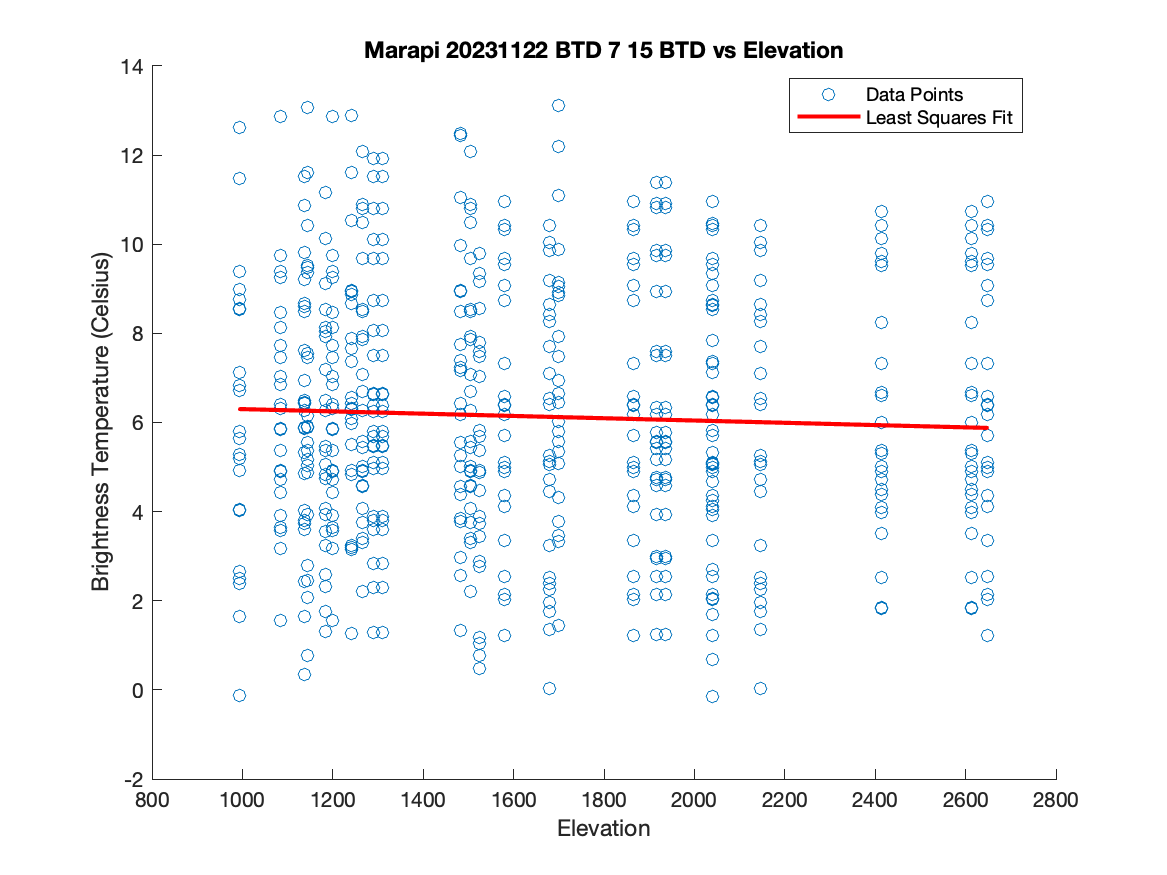 Marapi 20231122 BTD 7 15 BTD vs Elevation
Data Points
Least Squares Fit
Brightness Temperature (Celsius)
14
12
10
8
6
4
2
0
-2
800 1000 1200 1400 1600 1800 2000 2200 2400 2600 2800
Elevation